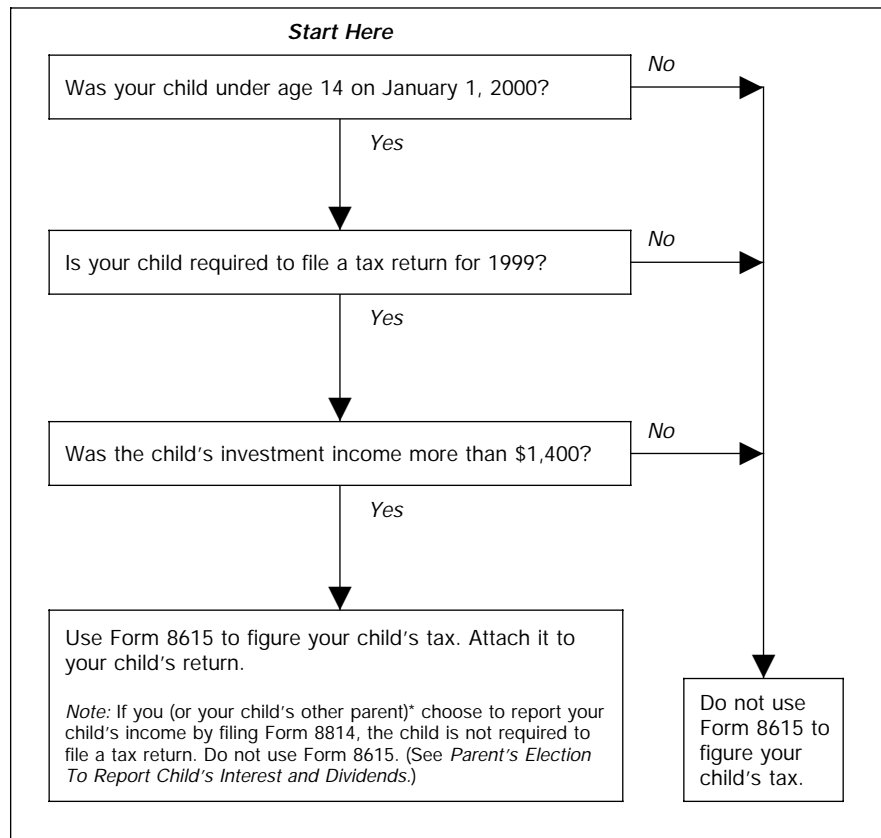 Start Here
Was your child under age 14 on January 1, 2000?
No
Yes
Is your child required to file a tax return for 1999?
No
Yes
Was the child's investment income more than $1,400?
No
Yes
Use Form 8615 to figure your child's tax. Attach it to
your child's return.
Note: If you (or your child's other parent)* choose to report your
child's income by filing Form 8814, the child is not required to
file a tax return. Do not use Form 8615. (See Parent's Election
To Report Child's Interest and Dividends.)
Do not use
Form 8615 to
figure your
child's tax.